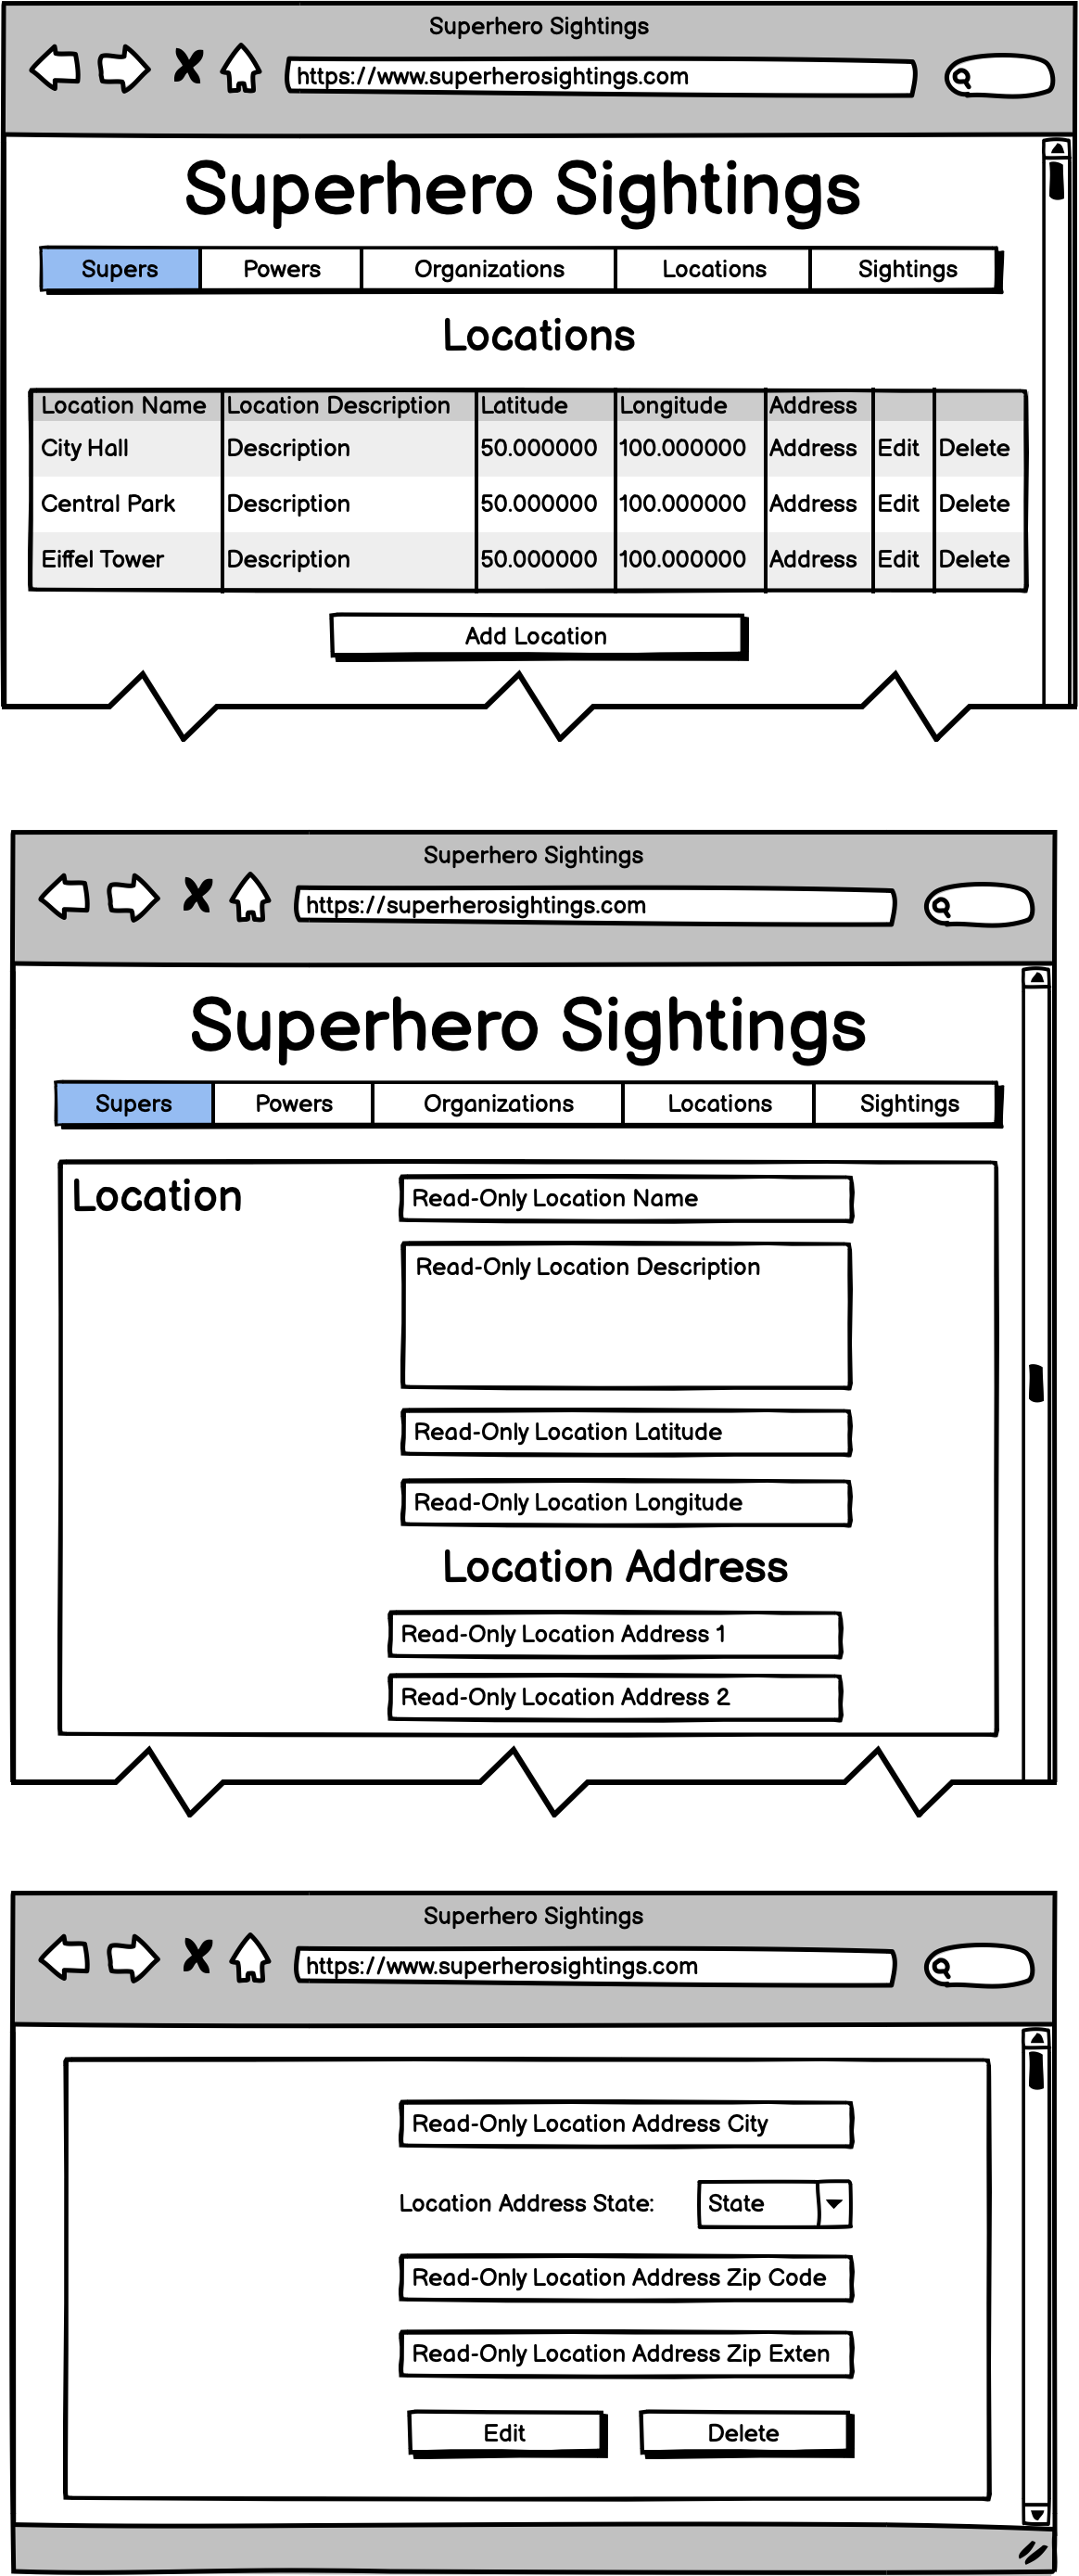 Superhero Sightings
https://www.superherosightings.com
Superhero Sightings
Supers Powers Organizations Locations Sightings
Locations
Location Name Location Description Latitude Longitude Address
City Hall Description 50.000000 100.000000 Address Edit Delete
Central Park Description 50.000000 100.000000 Address Edit Delete
Eiffel Tower Description 50.000000 100.000000 Address Edit Delete
Add Location
Superhero Sightings
https://superherosightings.com
Superhero Sightings
Supers Powers Organizations Locations Sightings
Location
Read-Only Location Name
Read-Only Location Description
Read-Only Location Latitude
Read-Only Location Longitude
Location Address
Read-Only Location Address 1
Read-Only Location Address 2
Superhero Sightings
https://www.superherosightings.com
Read-Only Location Address City
Location Address State: State
Read-Only Location Address Zip Code
Read-Only Location Address Zip Exten
Edit Delete